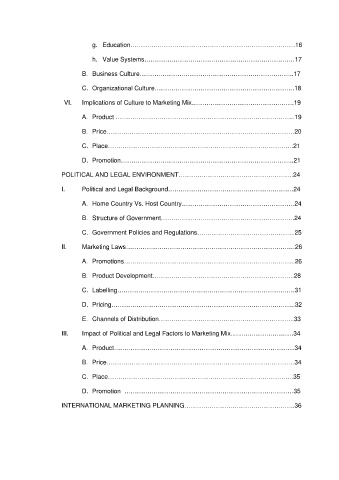 g. Education……………………………………………………………………16
h. Value Systems………………………………………………………………17
B. Business Culture………………………………………………………………..17
C. Organizational Culture………………………………………………………….18
VI. Implications of Culture to Marketing Mix…………………………………………..19
A. Product …………………………………………………………………………..19
B. Price………………………………………………………………………………20
C. Place……………………………………………………………………………..21
D. Promotion………………………………………………………………………...21
POLITICAL AND LEGAL ENVIRONMENT……………………………………………….24
I. Political and Legal Background……………………………………………………24
A. Home Country Vs. Host Country………………………………………………24
B. Structure of Government……………………………………………………….24
C. Government Policies and Regulations………………………………………..25
II. Marketing Laws………………………………………………………………………26
A. Promotions……………………………………………………………………….26
B. Product Development…………………………………………………………..28
C. Labelling………………………………………………………………………….31
D. Pricing…………………………………………………………………………….32
E. Channels of Distribution………………………………………………………..33
III. Impact of Political and Legal Factors to Marketing Mix…………………………34
A. Product……………………………………………………………………………34
B. Price………………………………………………………………………………34
C. Place……………………………………………………………………………..35
D. Promotion ………………………………………………………………………35
INTERNATIONAL MARKETING PLANNING……………………………………………..36